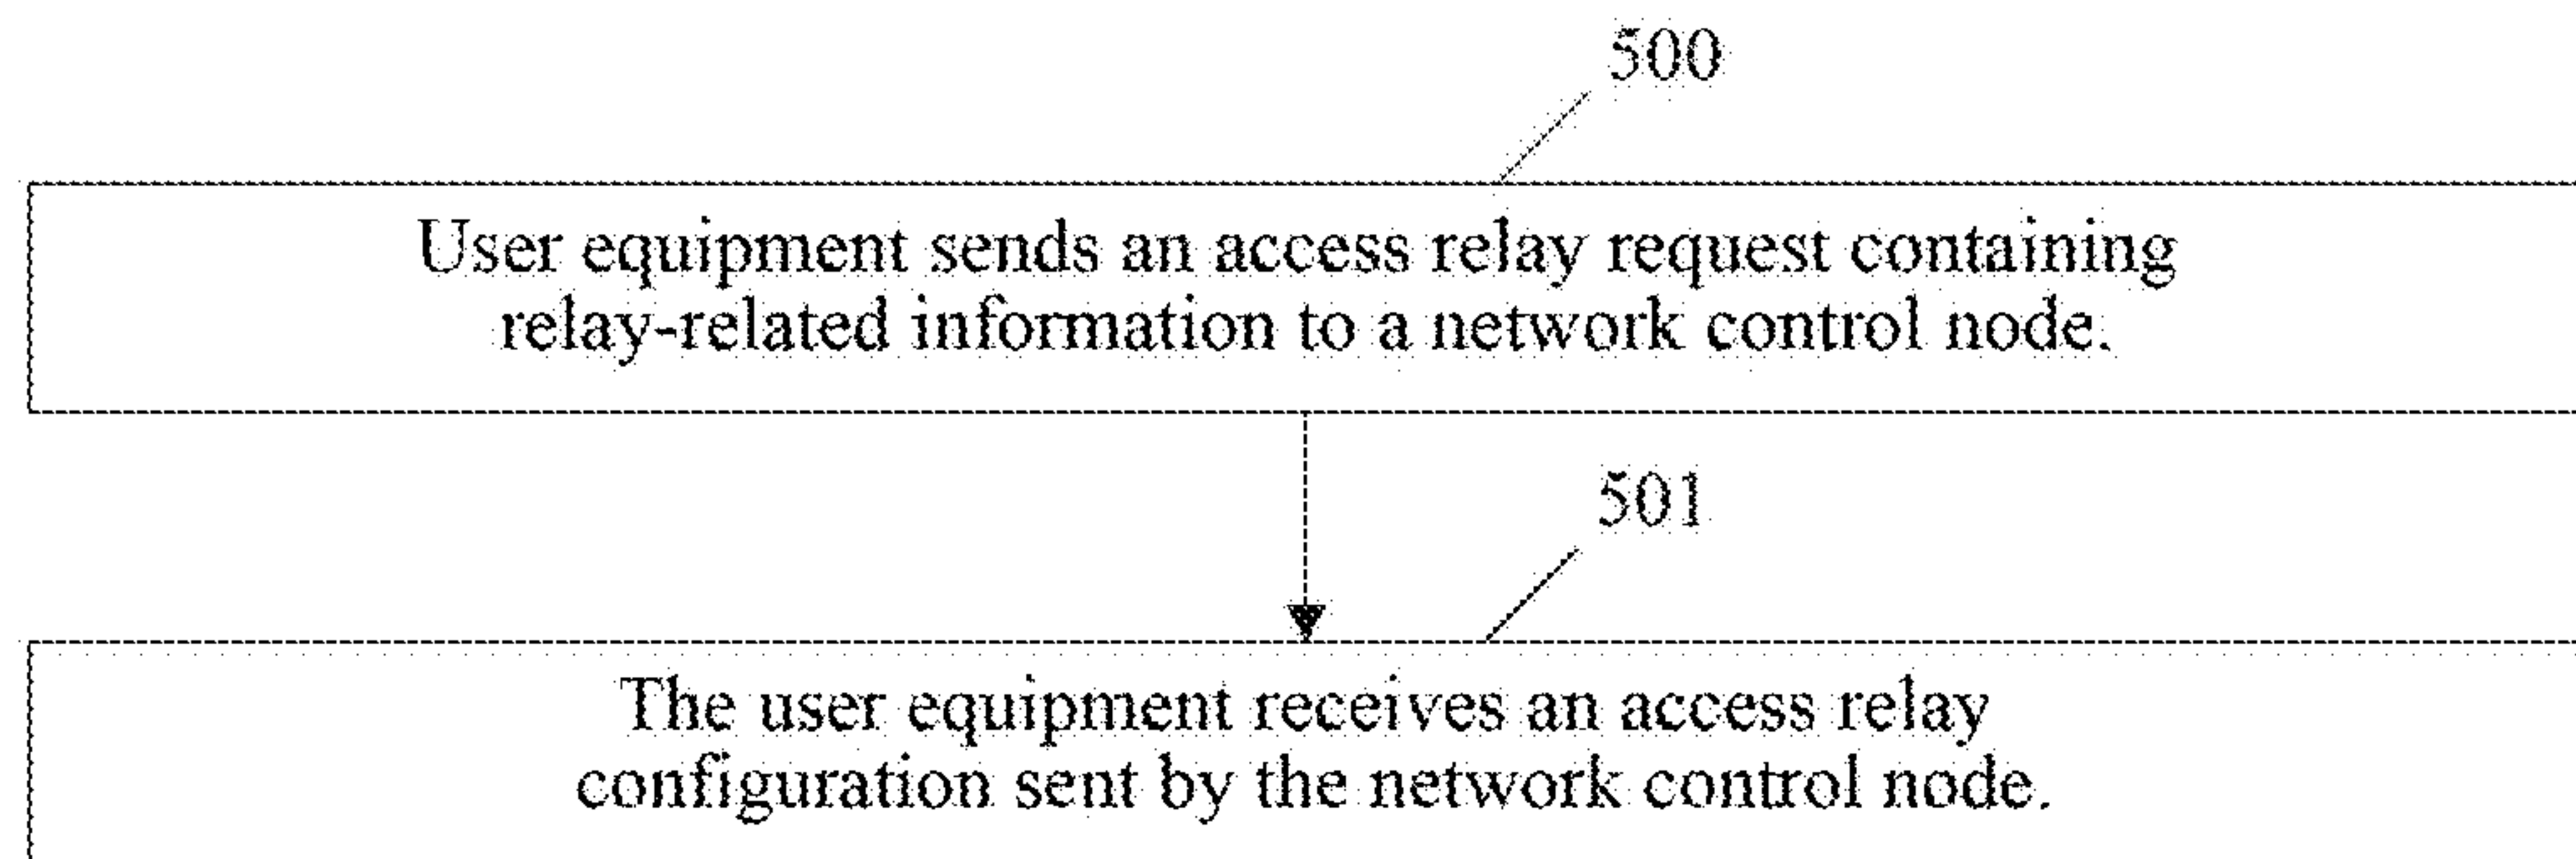 500
User equipment sends an access relay request containing
relay-related information to a network control node.
501
The user equipment receives an access relay
configuration sent by the network control node.